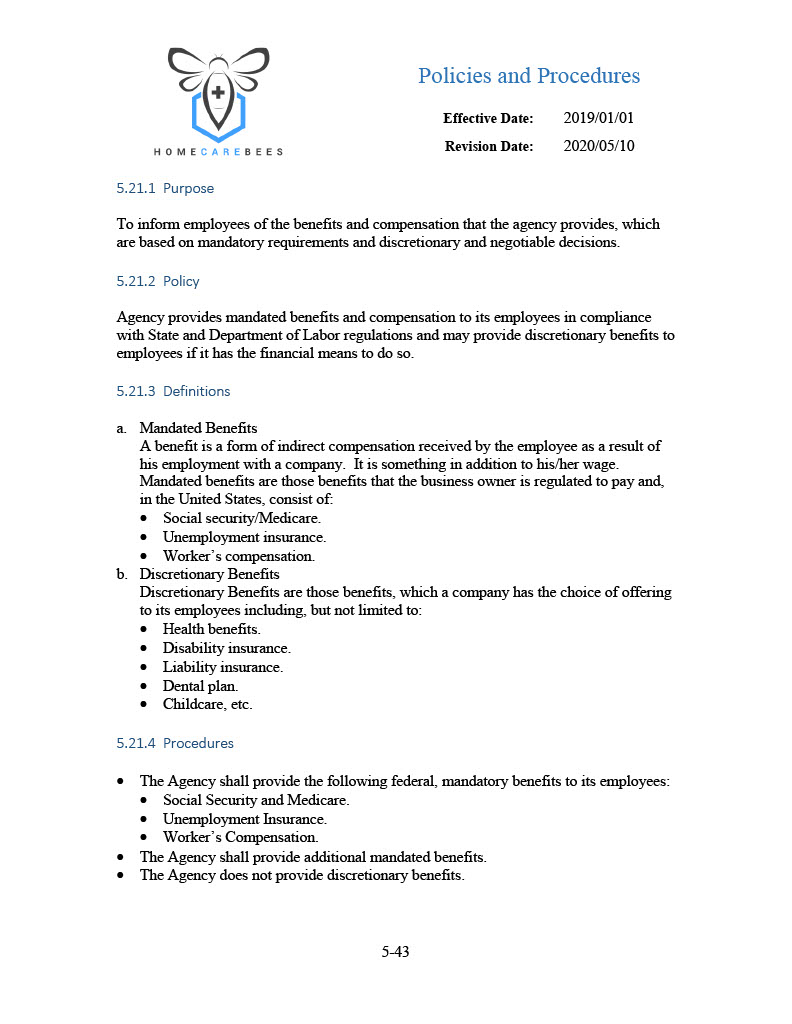 Policies and Procedures
Effective Date: 2019/01/01
Revision Date: 2020/05/10
HOMECAREBEES
5.21.1 Purpose
To inform employees of the benefits and compensation that the agency provides, which
are based on mandatory requirements and discretionary and negotiable decisions.
5.21.2 Policy
Agency provides mandated benefits and compensation to its employees in compliance
with State and Department of Labor regulations and may provide discretionary benefits to
employees if it has the financial means to do so.
5.21.3 Definitions
a. Mandated Benefits
A benefit is a form of indirect compensation received by the employee as a result of
his employment with a company. It is something in addition to his/her wage.
Mandated benefits are those benefits that the business owner is regulated to pay and,
in the United States, consist of:
• Social security/Medicare.
• Unemployment insurance.
• Worker’s compensation.
b. Discretionary Benefits
Discretionary Benefits are those benefits, which a company has the choice of offering
to its employees including, but not limited to:
• Health benefits.
• Disability insurance.
• Liability insurance.
• Dental plan.
• Childcare, etc.
5.21.4 Procedures
• The Agency shall provide the following federal, mandatory benefits to its employees:
• Social Security and Medicare.
• Unemployment Insurance.
• Worker’s Compensation.
• The Agency shall provide additional mandated benefits.
• The Agency does not provide discretionary benefits.
5-43